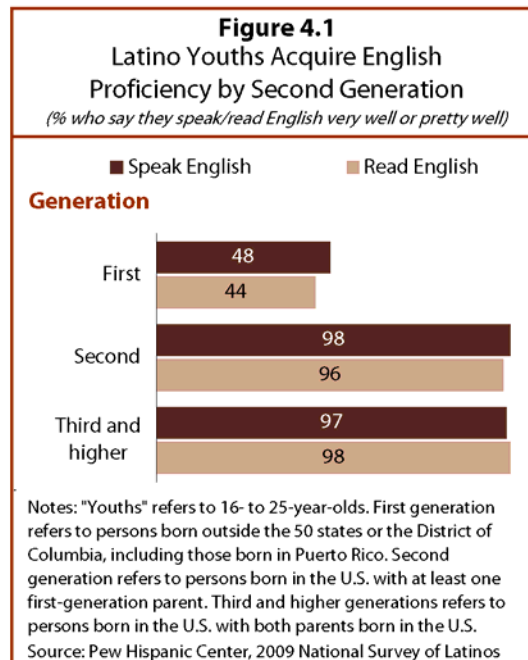 Figure 4.1
Latino Youths Acquire English
Proficiency by Second Generation
(% who say they speak/read English very well or pretty well)
Speak English Read English
Generation
First
48
44
Second
98
96
Third and
higher
97
98
Notes: "Youths" refers to 16- to 25-year-olds. First generation
refers to persons born outside the 50 states or the District of
Columbia, including those born in Puerto Rico. Second
generation refers to persons born in the U.S. with at least one
first-generation parent. Third and higher generations refers to
persons born in the U.S. with both parents born in the U.S.
Source: Pew Hispanic Center, 2009 National Survey of Latinos